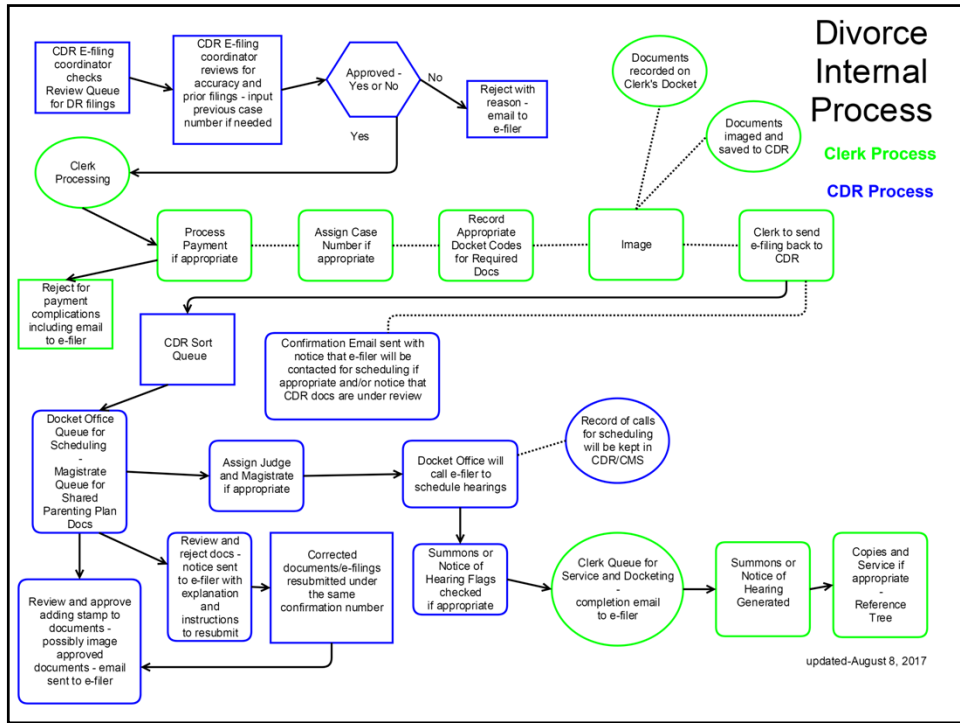 Divorce
Internal
Process
Clerk Process
CDR Process
CDR E-filing
coordinator
checks
Review Queue
for DR filings
CDR E-filing
coordinator
reviews for
accuracy and
prior filings - input
previous case
number if needed
Approved -
Yes or No
No
Yes
Reject with
reason -
email to
e-filer
Documents
recorded on
Clerk's Docket
Documents
imaged and
saved to CDR
Clerk
Processing
Process
Payment
if appropriate
Assign Case
Number if
appropriate
Record
Appropriate
Docket Codes
for Required
Docs
Image
Clerk to send
e-filing back to
CDR
Reject for
payment
complications
including email
to e-filer
CDR Sort
Queue
Confirmation Email sent with
notice that e-filer will be
contacted for scheduling if
appropriate and/or notice that
CDR docs are under review
Docket Office
Queue for
Scheduling
-
Magistrate
Queue for
Shared
Parenting Plan
Docs
Assign Judge
and Magistrate
if appropriate
Docket Office will
call e-filer to
schedule hearings
Record of calls
for scheduling
will be kept in
CDR/CMS
Review and approve
adding stamp to
documents -
possibly image
approved
documents - email
sent to e-filer
Review and
reject docs -
notice sent
to e-filer with
explanation
and
instructions
to resubmit
Corrected
documents/e-filings
resubmitted under
the same
confirmation number
Summons or
Notice of
Hearing Flags
checked
if appropriate
Clerk Queue for
Service and Docketing
-
completion email
to e-filer
Summons or
Notice of
Hearing
Generated
Copies and
Service if
appropriate
-
Reference
Tree
updated-August 8, 2017